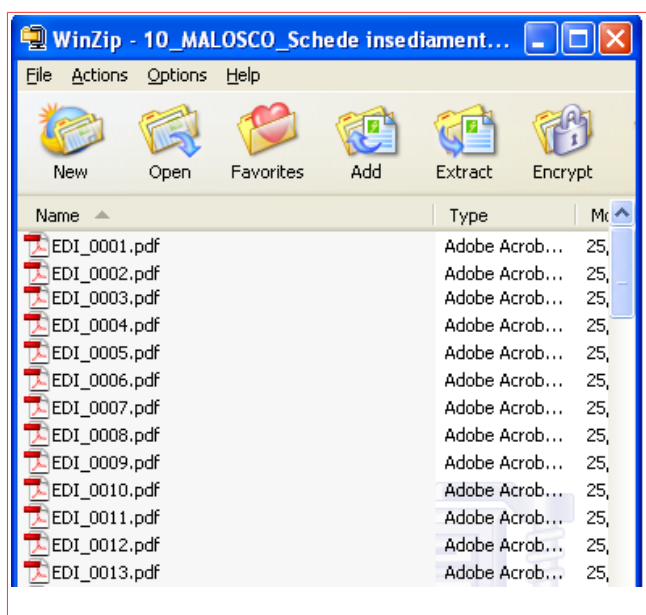 WinZip - 10_MALOSCO_Schede insediament...
File Actions Options Help
New Open Favorites Add Extract Encrypt
Name Type Mo
EDI_0001.pdf Adobe Acrob... 25,
EDI_0002.pdf Adobe Acrob... 25,
EDI_0003.pdf Adobe Acrob... 25,
EDI_0004.pdf Adobe Acrob... 25,
EDI_0005.pdf Adobe Acrob... 25,
EDI_0006.pdf Adobe Acrob... 25,
EDI_0007.pdf Adobe Acrob... 25,
EDI_0008.pdf Adobe Acrob... 25,
EDI_0009.pdf Adobe Acrob... 25,
EDI_0010.pdf Adobe Acrob... 25,
EDI_0011.pdf Adobe Acrob... 25,
EDI_0012.pdf Adobe Acrob... 25,
EDI_0013.pdf Adobe Acrob... 25,